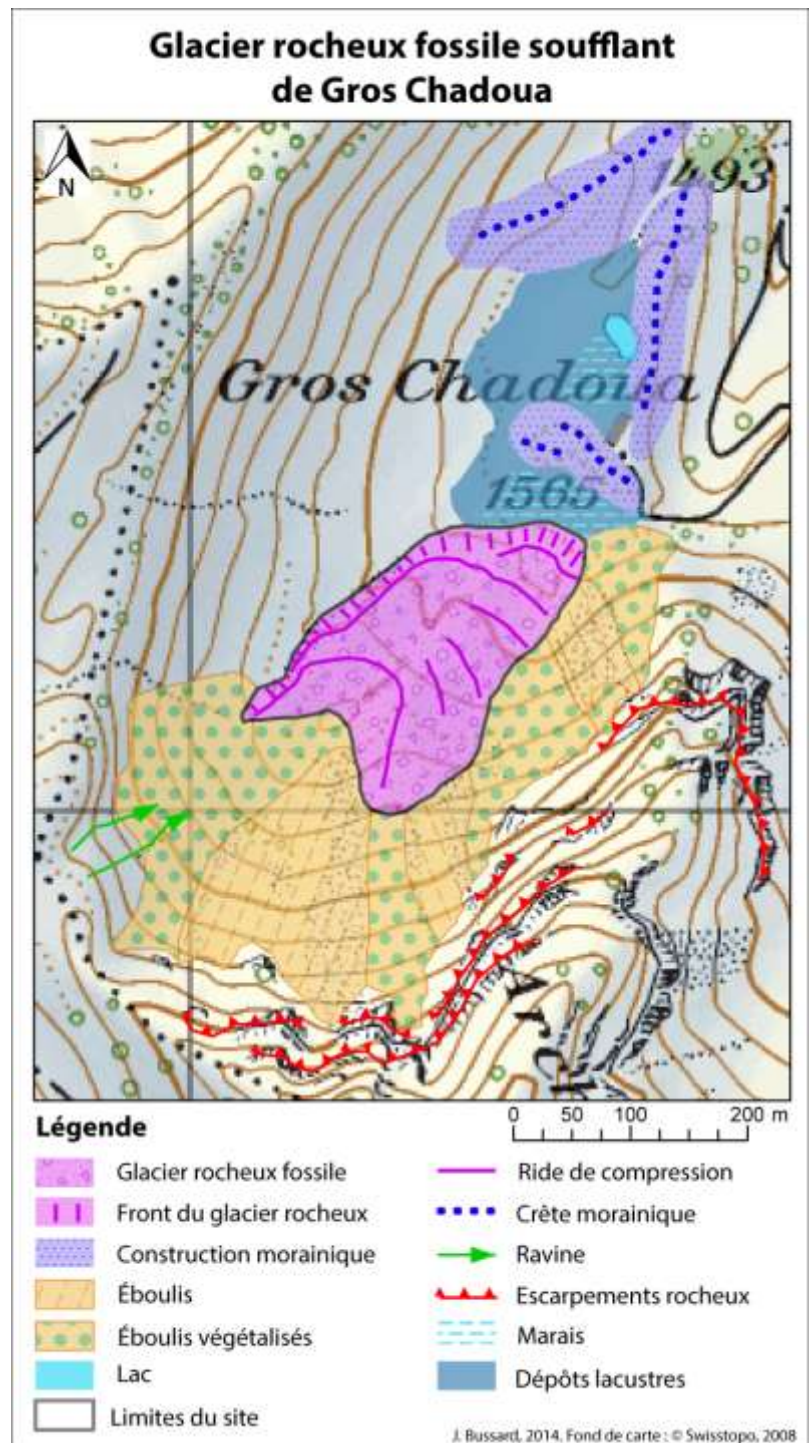 Glacier rocheux fossile soufflant
de Gros Chadoua
N
1493
Gros Chadoua
1565
Arch
0 50 100 200 m
Légende
Glacier rocheux fossile
Front du glacier rocheux
Construction morainique
Éboulis
Éboulis végétalisés
Lac
Limites du site
Ride de compression
Crête morainique
Ravine
Escarpements rocheux
Marais
Dépôts lacustres
J. Bussard, 2014. Fond de carte : © Swisstopo, 2008